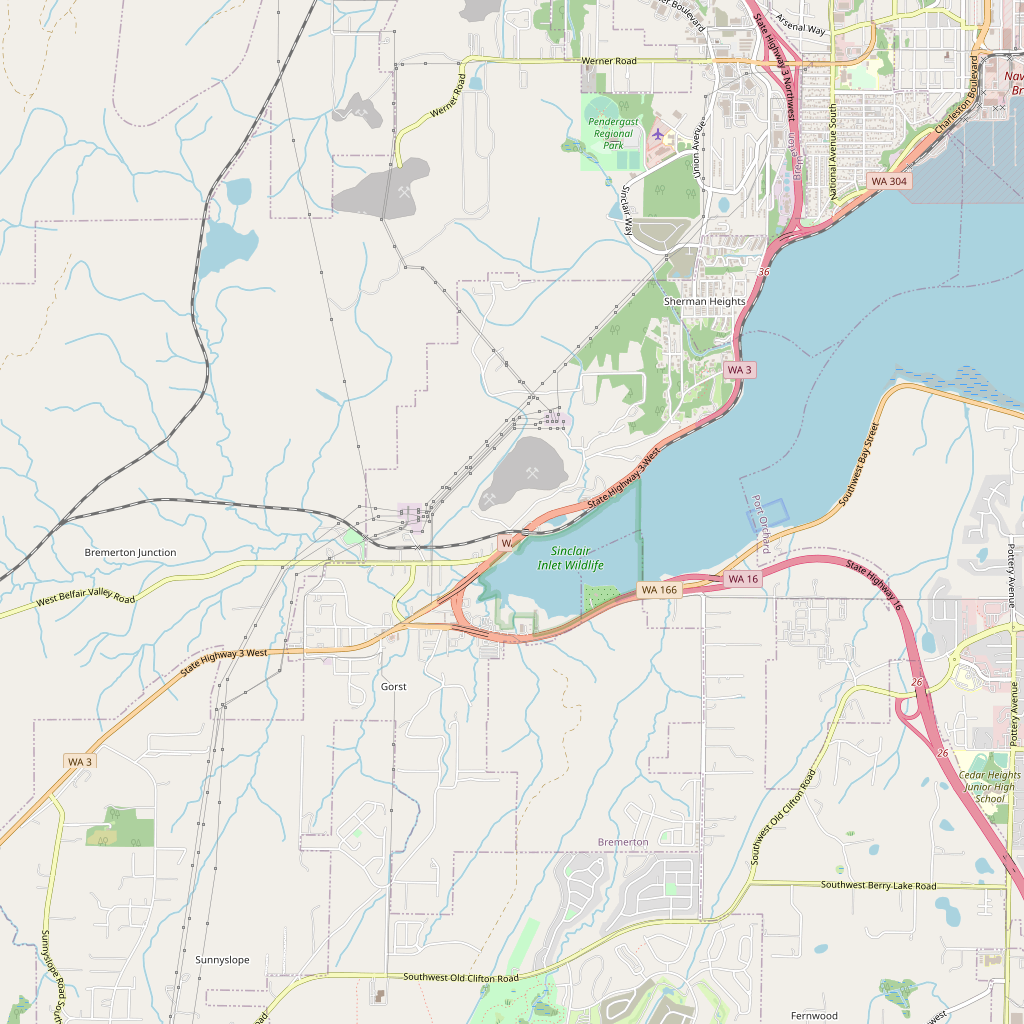 Boulevard
Arsenal Way
State Highway 3 Northwest
Werner Road
Werner Road
Charleston Boulevard
Pendergast
Regional
Park
Union Avenue
Bremerton
National Avenue South
WA 304
Sinclair Way
36
Sherman Heights
WA 3
Southwest Bay Street
State Highway 3 West
Port Orchard
W.
Sinclair
Inlet Wildlife
Bremerton Junction
West Belfair Valley Road
WA 16
WA 166
State Highway 16
Pottery Avenue
State Highway 3 West
Gorst
26
Pottery Avenue
26
WA 3
Cedar Heights
Junior High
School
Southwest Old Clifton Road
Bremerton
Southwest Berry Lake Road
Sunnyslope
Sunnyslope Road South
Southwest Old Clifton Road
Fernwood